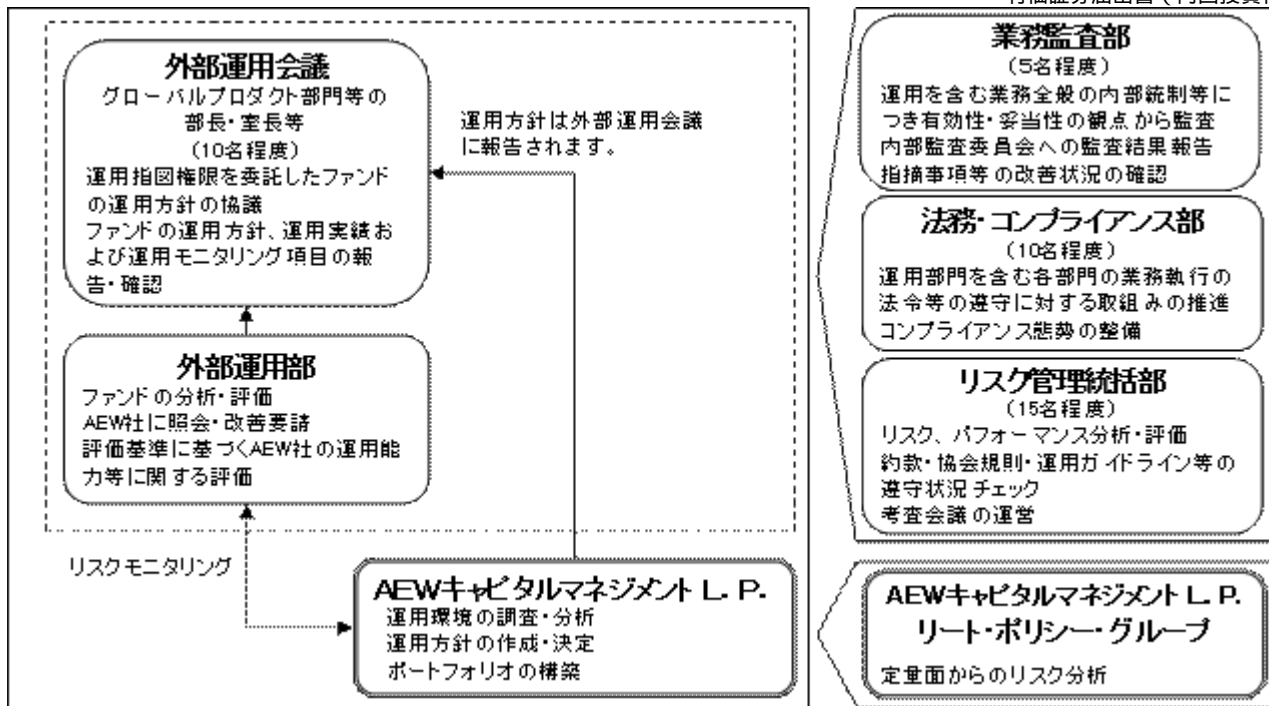 外部運用会議
グローバルプロダクト部門等の
部長・室長等
(10名程度)
運用指図権限を委託したファンド
の運用方針の協議
ファンドの運用方針、運用実績お
よび運用モニタリング項目の報
告・確認
運用方針は外部運用会議
に報告されます。
外部運用部
ファンドの分析・評価
AEW社に照会・改善要請
評価基準に基づくAEW社の運用能
力等に関する評価
リスクモニタリング
AEWキャピタルマネジメント L. P.
運用環境の調査・分析
運用方針の作成・決定
ポートフォリオの構築
業務監査部
(5名程度)
運用を含む業務全般の内部統制等に
つき有効性・妥当性の観点から監査
内部監査委員会への監査結果報告
指摘事項等の改善状況の確認
法務・コンプライアンス部
(10名程度)
運用部門を含む各部門の業務執行の
法令等の遵守に対する取組みの推進
コンプライアンス態勢の整備
リスク管理統括部
(15名程度)
リスク、パフォーマンス分析・評価
約款・協会規則・運用ガイドライン等の
遵守状況チェック
考査会議の運営
AEWキャピタルマネジメント L. P.
リート・ポリシー・グループ
定量面からのリスク分析